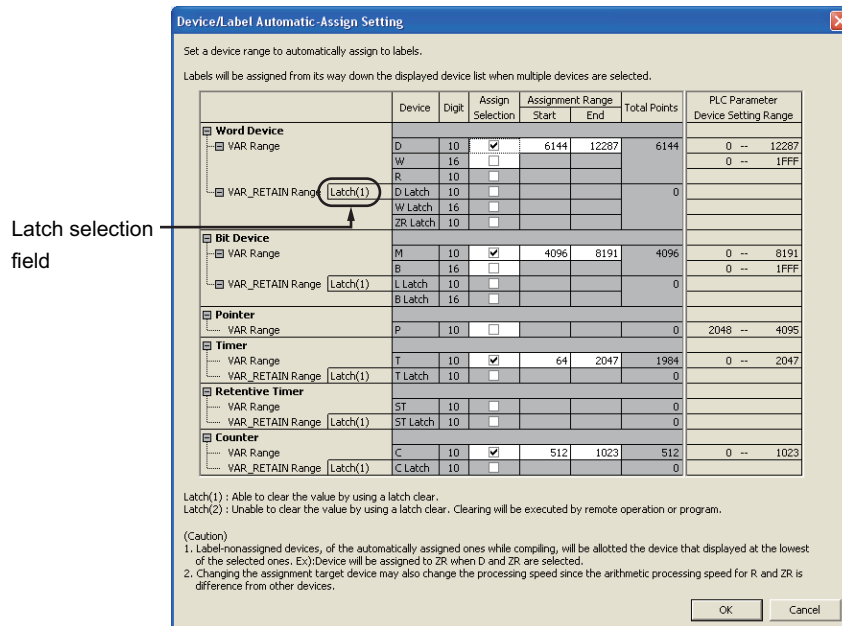 Device/Label Automatic-Assign Setting
Set a device range to automatically assign to labels.
Labels will be assigned from its way down the displayed device list when multiple devices are selected.
Device Digit Assign Selection Assignment Range Start End Total Points PLC Parameter Device Setting Range
Word Device
VAR Range D 10 6144 12287 6144 0 -- 12287
W 16 0 -- 1FFF
R 10
VAR_RETAIN Range Latch(1) D Latch 10 0
W Latch 16
ZR Latch 10
Latch selection
field
Bit Device
VAR Range M 10 4096 8191 4096 0 -- 8191
B 16 0 -- 1FFF
VAR_RETAIN Range Latch(1) L Latch 10 0
B Latch 16
Pointer
VAR Range P 10 0 2048 -- 4095
Timer
VAR Range T 10 64 2047 1984 0 -- 2047
VAR_RETAIN Range Latch(1) T Latch 10 0
Retentive Timer
VAR Range ST 10 0
VAR_RETAIN Range Latch(1) ST Latch 10 0
Counter
VAR Range C 10 512 1023 512 0 -- 1023
VAR_RETAIN Range Latch(1) C Latch 10 0
Latch(1) : Able to clear the value by using a latch clear.
Latch(2) : Unable to clear the value by using a latch clear. Clearing will be executed by remote operation or program.
(Caution)
1. Label-nonassigned devices, of the automatically assigned ones while compiling, will be allotted the device that displayed at the lowest
of the selected ones. Ex):Device will be assigned to ZR when D and ZR are selected.
2. Changing the assignment target device may also change the processing speed since the arithmetic processing speed for R and ZR is
difference from other devices.
OK Cancel